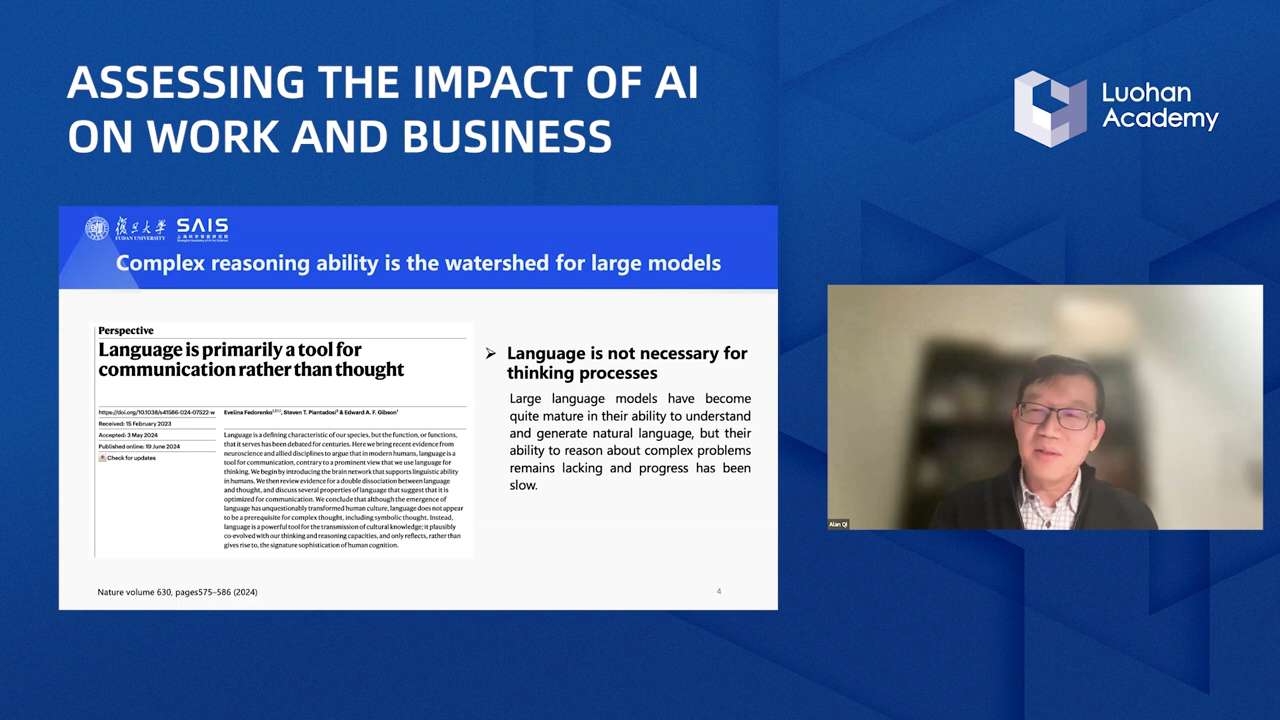 ASSESSING THE IMPACT OF AI
ON WORK AND BUSINESS
Luohan
Academy
復旦大學
FUDAN UNIVERSITY
SAIS
Complex reasoning ability is the watershed for large models
Perspective
Language is primarily a tool for
communication rather than thought
https://doi.org/10.1038/s41586-024-07522-w
Received: 15 February 2023
Accepted: 3 May 2024
Published online: 19 June 2024
Check for updates
Evelina Fedorenko, Steven T. Piantadosi & Edward A. F. Gibson
Language is a defining characteristic of our species, but the function, or functions,
that it serves has been debated for centuries. Here we bring recent evidence from
neuroscience and allied disciplines to argue that in modern humans, language is a
tool for communication, contrary to a prominent view that we use language for
thinking. We begin by introducing the brain network that supports linguistic ability
in humans. We then review evidence for a double dissociation between language
and thought, and discuss several properties of language that suggest that it is
optimized for communication. We conclude that although the emergence of
language has unquestionably transformed human culture, language does not appear
to be a prerequisite for complex thought, including symbolic thought. Instead,
language is a powerful tool for the transmission of cultural knowledge; it plausibly
co-evolved with our thinking and reasoning capacities, and only reflects, rather than
gives rise to, the signature sophistication of human cognition.
➢ Language is not necessary for
thinking processes
Large language models have become
quite mature in their ability to understand
and generate natural language, but their
ability to reason about complex problems
remains lacking and progress has been
slow.
Nature volume 630, pages575–586 (2024)
4
Alan Qi